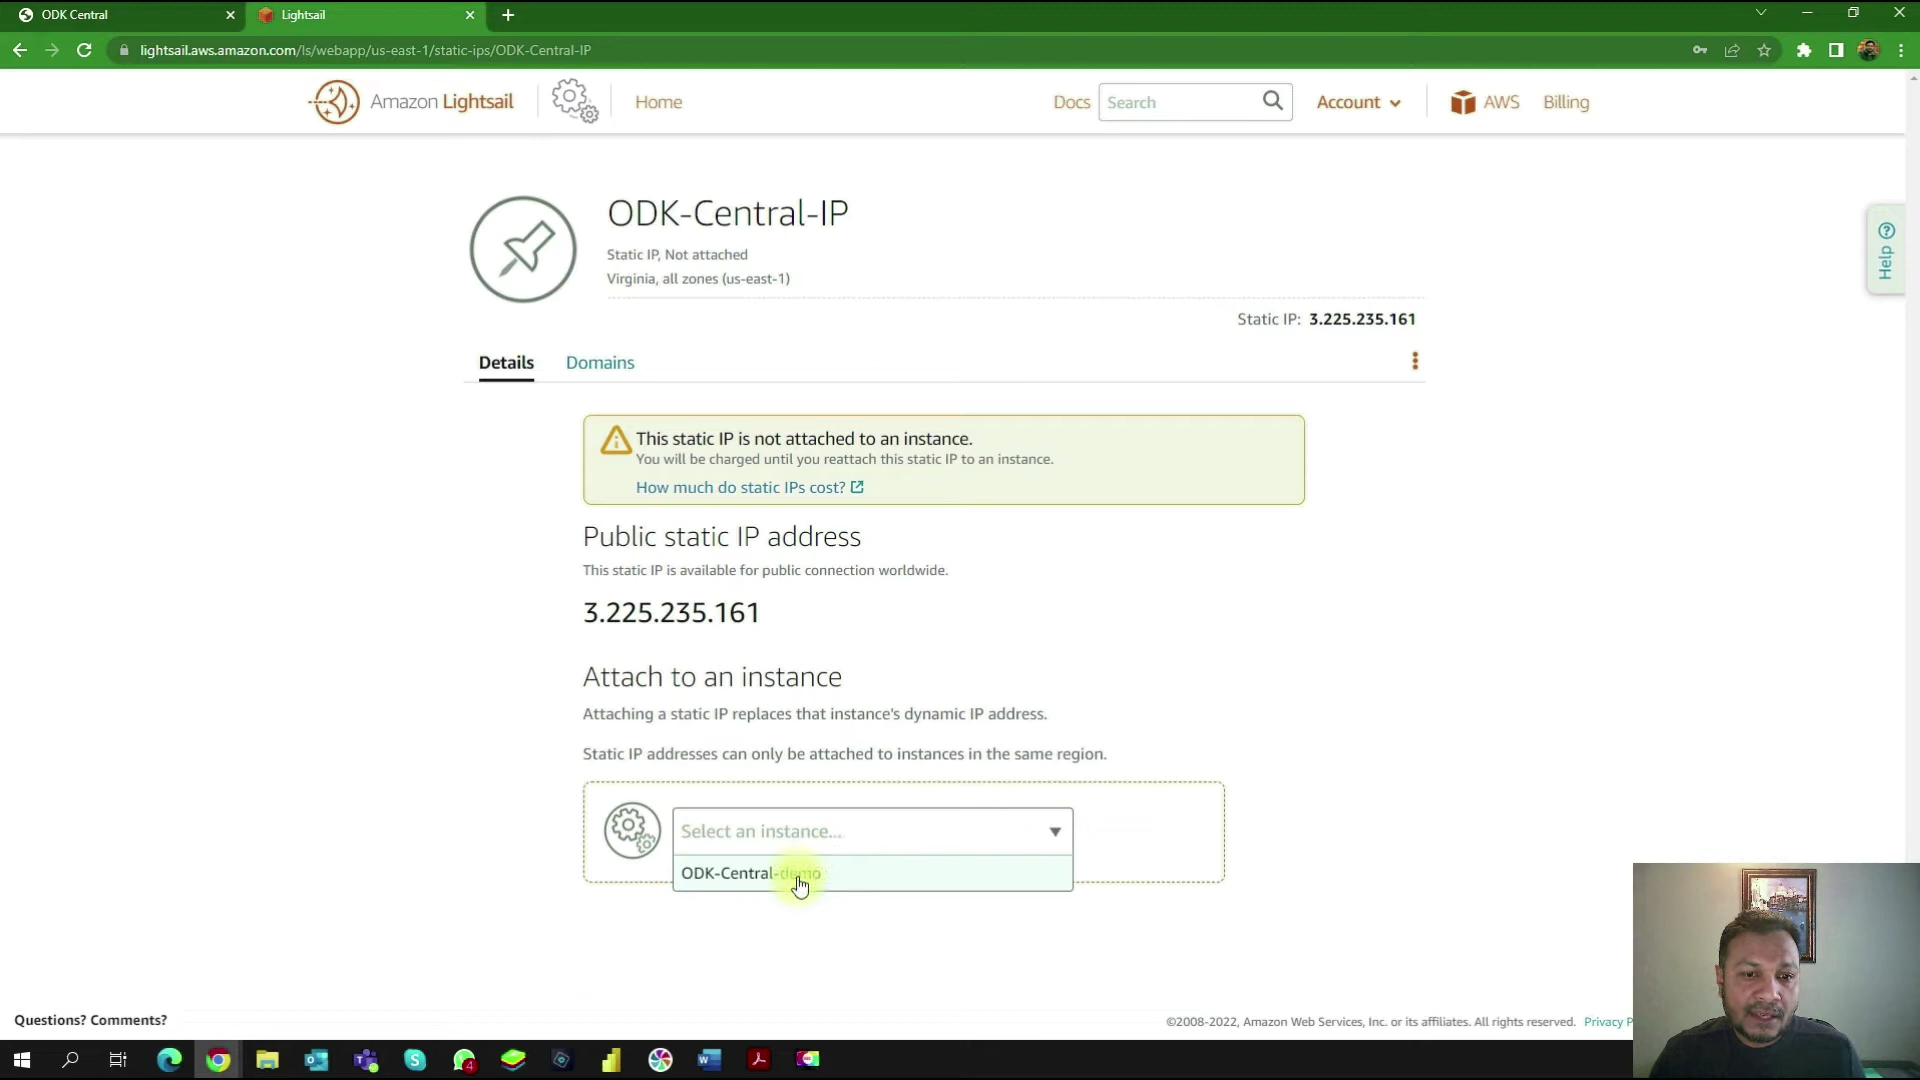 ODK Central
Lightsail
lightsail.aws.amazon.com/ls/webapp/us-east-1/static-ips/ODK-Central-IP
Amazon Lightsail
Home
Docs
Search
Account
AWS
Billing
ODK-Central-IP
Static IP, Not attached
Virginia, all zones (us-east-1)
Static IP: 3.225.235.161
Help
Details
Domains
This static IP is not attached to an instance.
You will be charged until you reattach this static IP to an instance.
How much do static IPs cost?
Public static IP address
This static IP is available for public connection worldwide.
3.225.235.161
Attach to an instance
Attaching a static IP replaces that instance's dynamic IP address.
Static IP addresses can only be attached to instances in the same region.
Select an instance...
ODK-Central-demo
Questions? Comments?
©2008-2022, Amazon Web Services, Inc. or its affiliates. All rights reserved. Privacy P
4